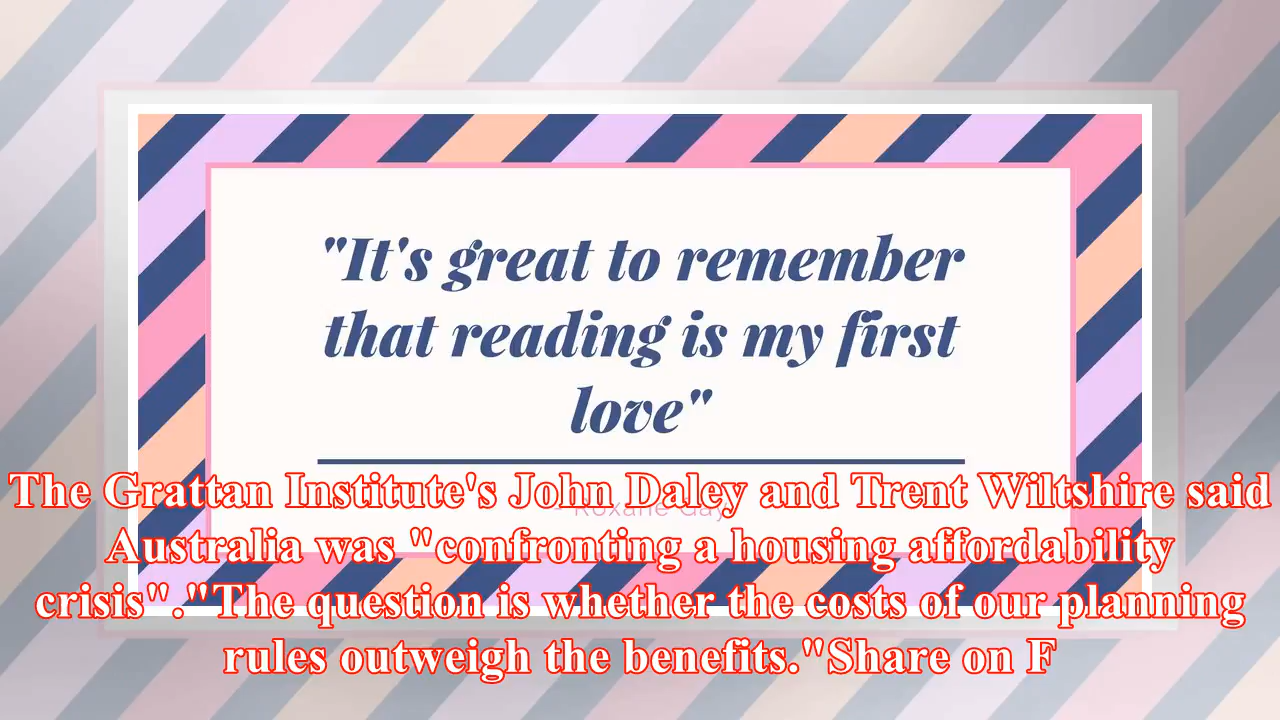 "It's great to remember
that reading is my first
love"
- Roxane Gay
The Grattan Institute's John Daley and Trent Wiltshire said
Australia was "confronting a housing affordability
crisis"."The question is whether the costs of our planning
rules outweigh the benefits."Share on F